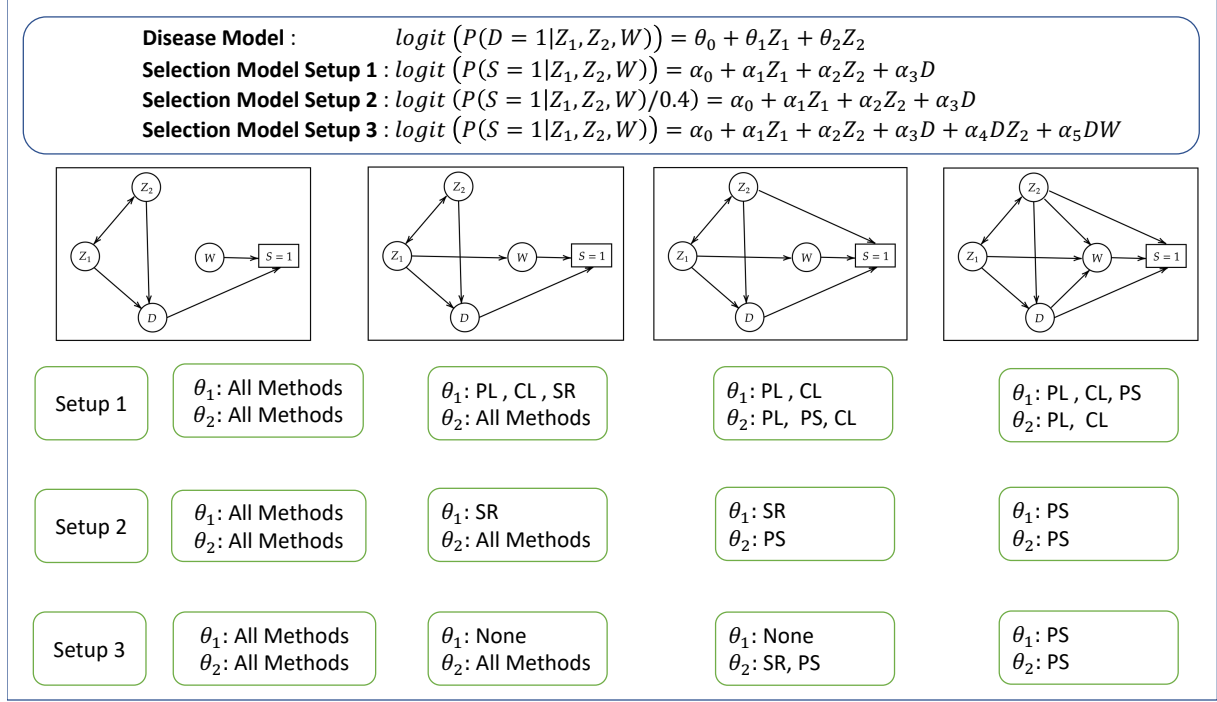 Disease Model : logit (P(D = 1|Z₁, Z₂, W)) = θ₀ + θ₁Z₁ + θ₂Z₂
Selection Model Setup 1 : logit (P(S = 1|Z₁, Z₂, W)) = α₀ + α₁Z₁ + α₂Z₂ + α₃D
Selection Model Setup 2 : logit (P(S = 1|Z₁, Z₂, W)/0.4) = α₀ + α₁Z₁ + α₂Z₂ + α₃D
Selection Model Setup 3 : logit (P(S = 1|Z₁, Z₂, W)) = α₀ + α₁Z₁ + α₂Z₂ + α₃D + α₄DZ₂ + α₅DW
Z₂
Z₁
W
S = 1
D
Z₂
Z₁
W
S = 1
D
Z₂
Z₁
W
S = 1
D
Z₂
Z₁
W
S = 1
D
Setup 1
θ₁: All Methods
θ₂: All Methods
θ₁: PL , CL , SR
θ₂: All Methods
θ₁: PL , CL
θ₂: PL, PS, CL
θ₁: PL , CL, PS
θ₂: PL, CL
Setup 2
θ₁: All Methods
θ₂: All Methods
θ₁: SR
θ₂: All Methods
θ₁: SR
θ₂: PS
θ₁: PS
θ₂: PS
Setup 3
θ₁: All Methods
θ₂: All Methods
θ₁: None
θ₂: All Methods
θ₁: None
θ₂: SR, PS
θ₁: PS
θ₂: PS